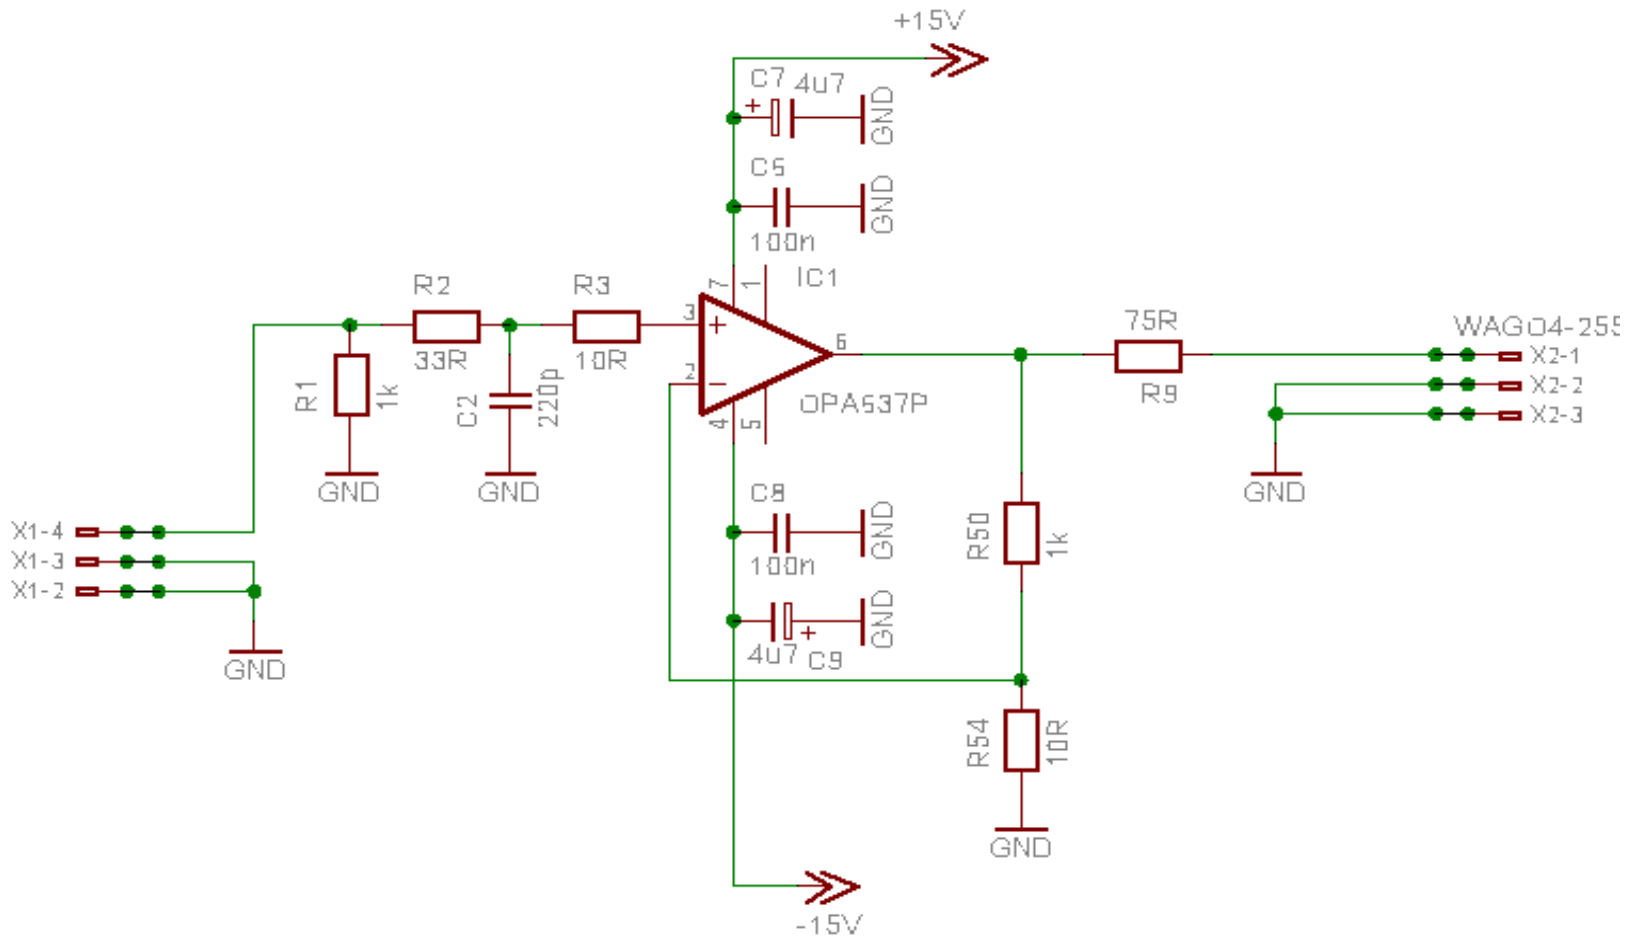 +15V
C7
4u7
+
GND
C6
GND
100n
IC1
7
1
R2
R3
3
+
33R
10R
75R
6
WAGO4-255
X2-1
R1
1k
C2
220p
2
-
OPA637P
R9
X2-2
X2-3
4
5
GND
GND
GND
X1-4
X1-3
X1-2
C8
GND
100n
R50
1k
GND
4u7
+
C9
GND
R54
10R
GND
-15V